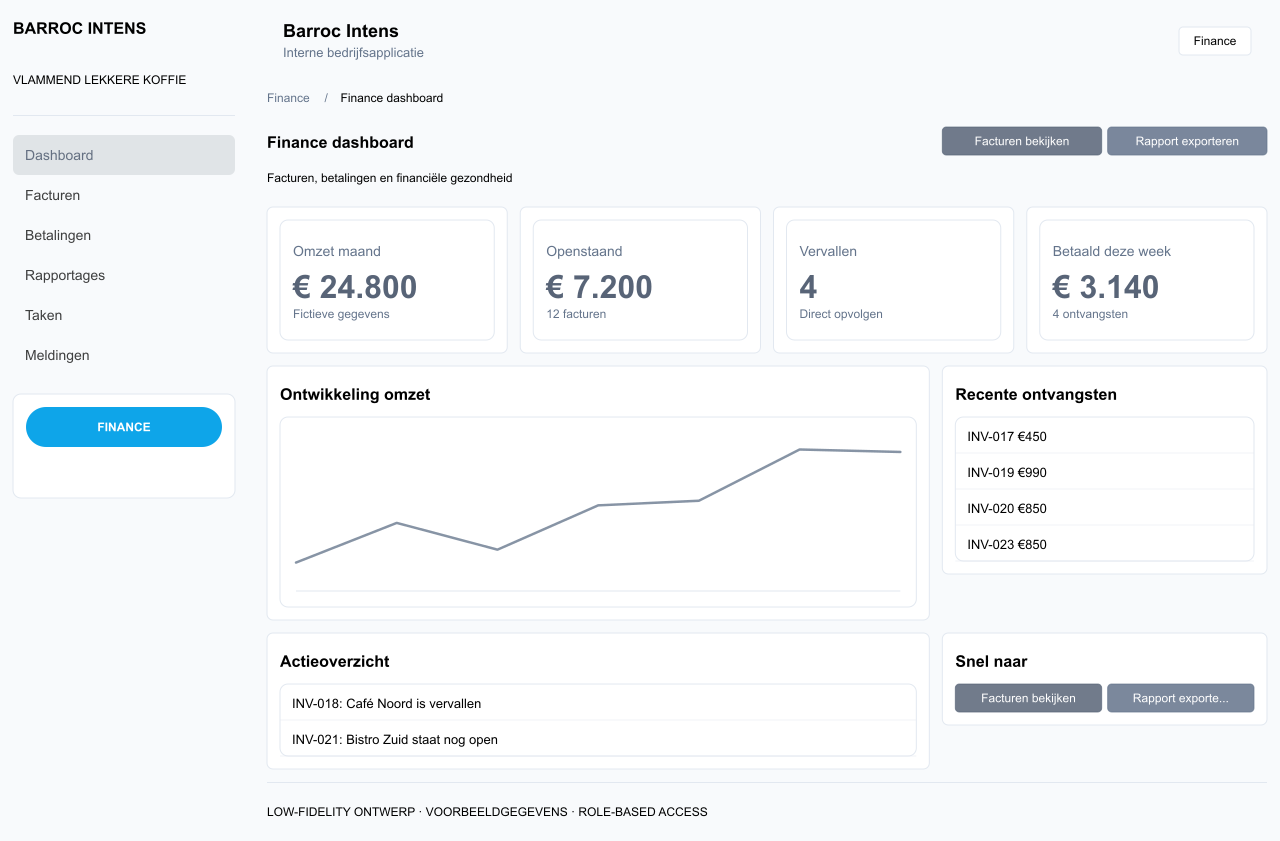 BARROC INTENS
VLAMMEND LEKKERE KOFFIE
Dashboard
Facturen
Betalingen
Rapportages
Taken
Meldingen
FINANCE
Barroc Intens
Interne bedrijfsapplicatie
Finance
Finance / Finance dashboard
Finance dashboard
Facturen bekijken
Rapport exporteren
Facturen, betalingen en financiële gezondheid
Omzet maand
€ 24.800
Fictieve gegevens
Openstaand
€ 7.200
12 facturen
Vervallen
4
Direct opvolgen
Betaald deze week
€ 3.140
4 ontvangsten
Ontwikkeling omzet
Recente ontvangsten
INV-017 €450
INV-019 €990
INV-020 €850
INV-023 €850
Actieoverzicht
INV-018: Café Noord is vervallen
INV-021: Bistro Zuid staat nog open
Snel naar
Facturen bekijken
Rapport exporte...
LOW-FIDELITY ONTWERP · VOORBEELDGEGEVENS · ROLE-BASED ACCESS